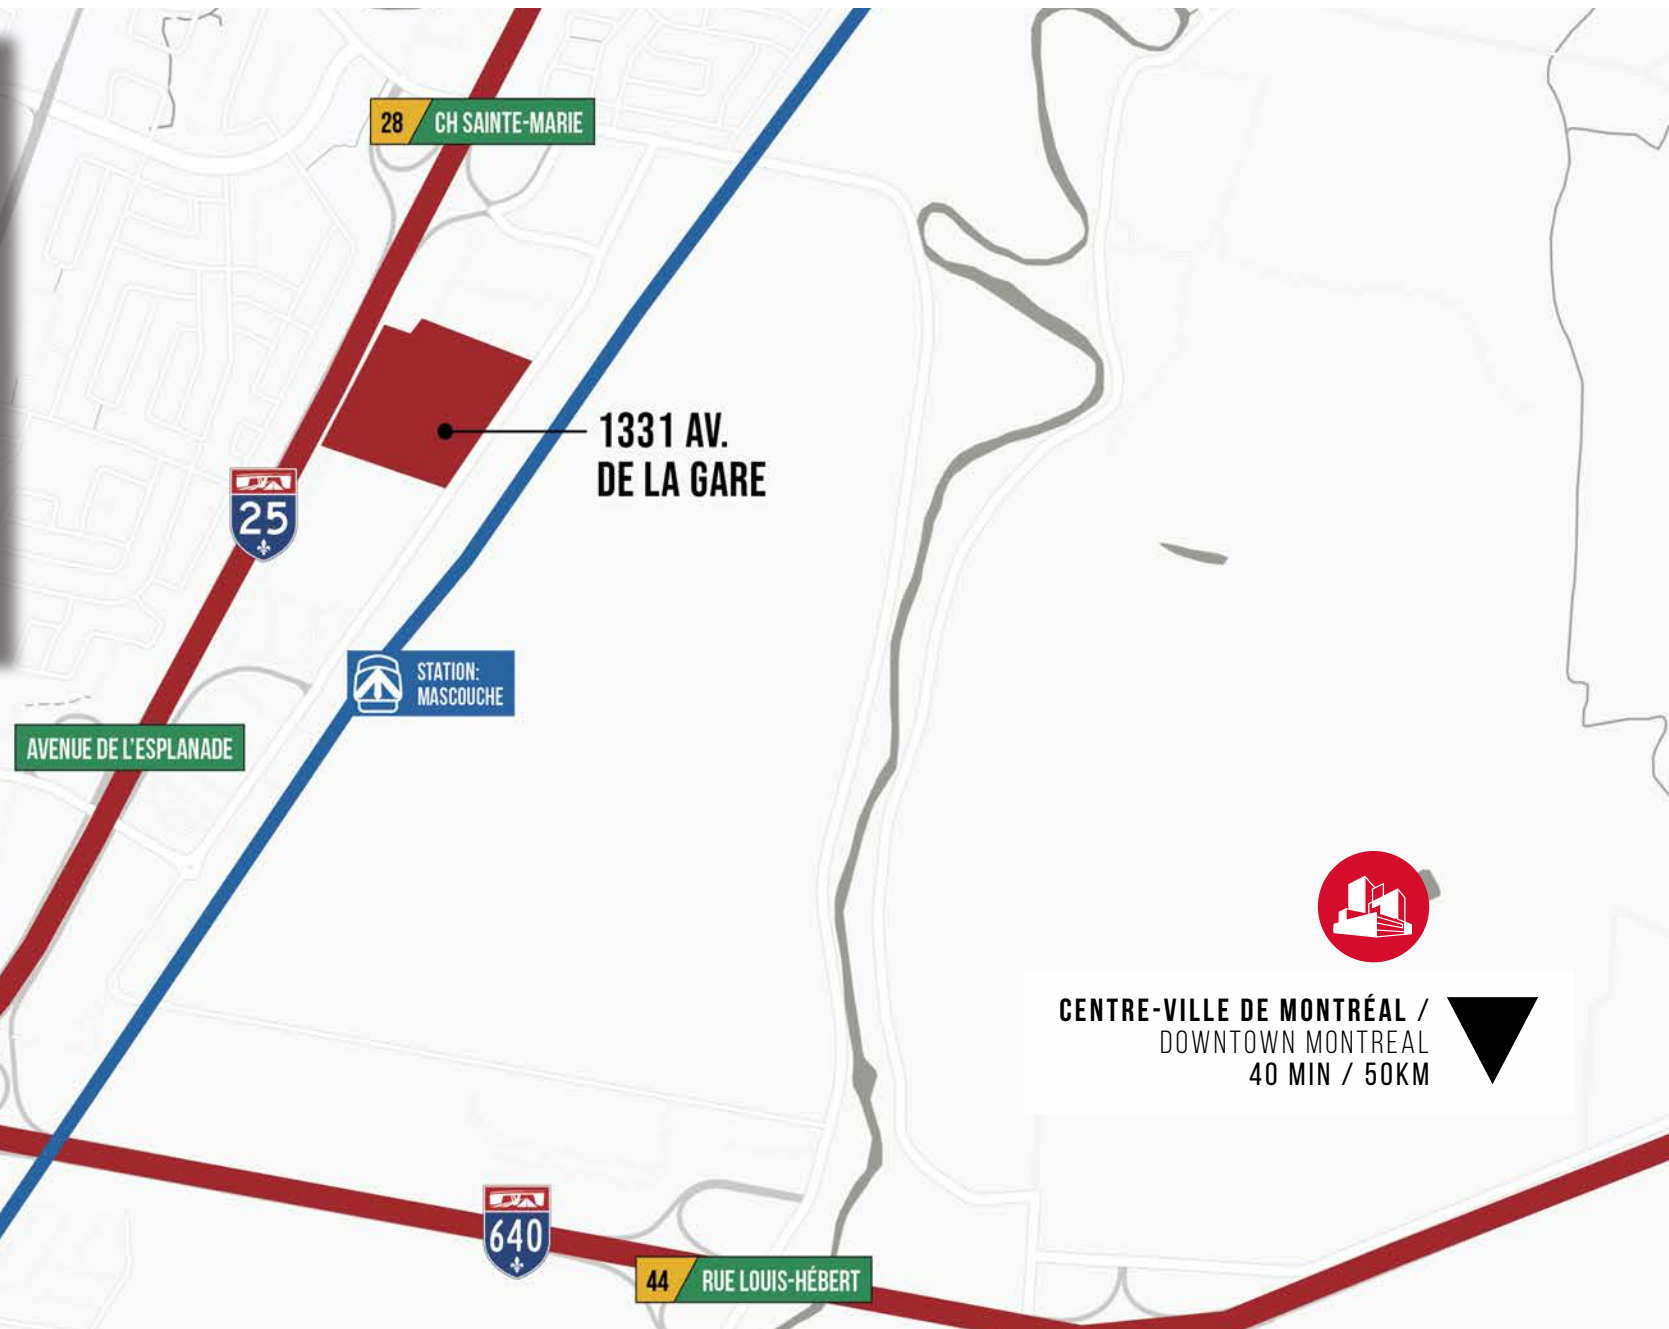 28 CH SAINTE-MARIE
1331 AV.
DE LA GARE
25
STATION:
MASCOUCHE
AVENUE DE L'ESPLANADE
CENTRE-VILLE DE MONTRÉAL /
DOWNTOWN MONTREAL
40 MIN / 50KM
640
44 RUE LOUIS-HÉBERT